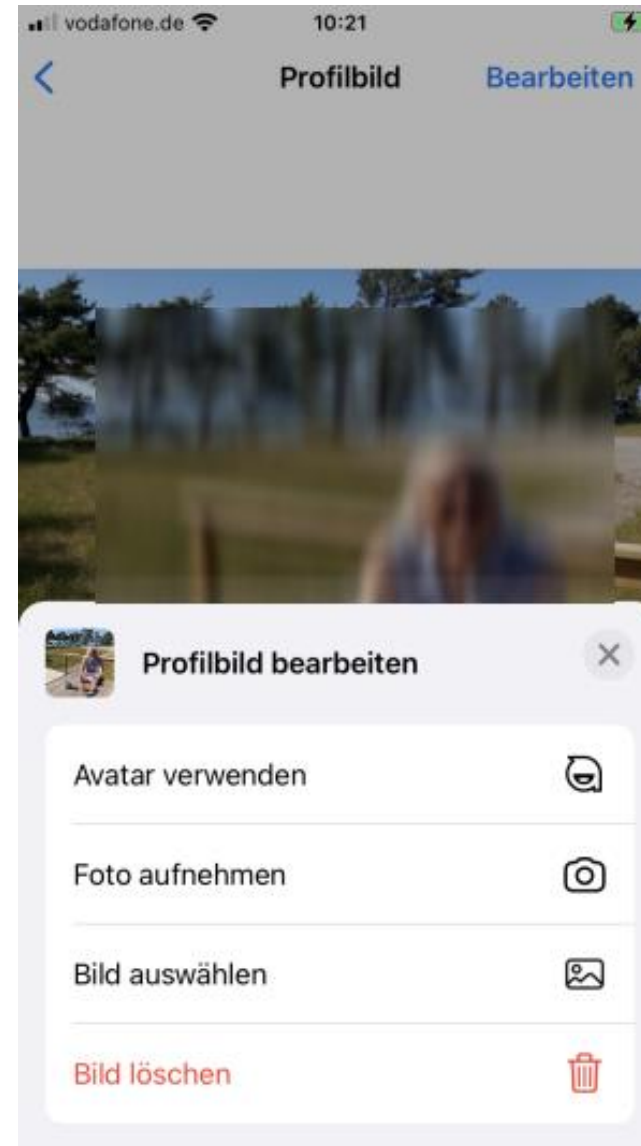 vodafone.de 10:21
Profilbild Bearbeiten
Profilbild bearbeiten
Avatar verwenden
Foto aufnehmen
Bild auswählen
Bild löschen